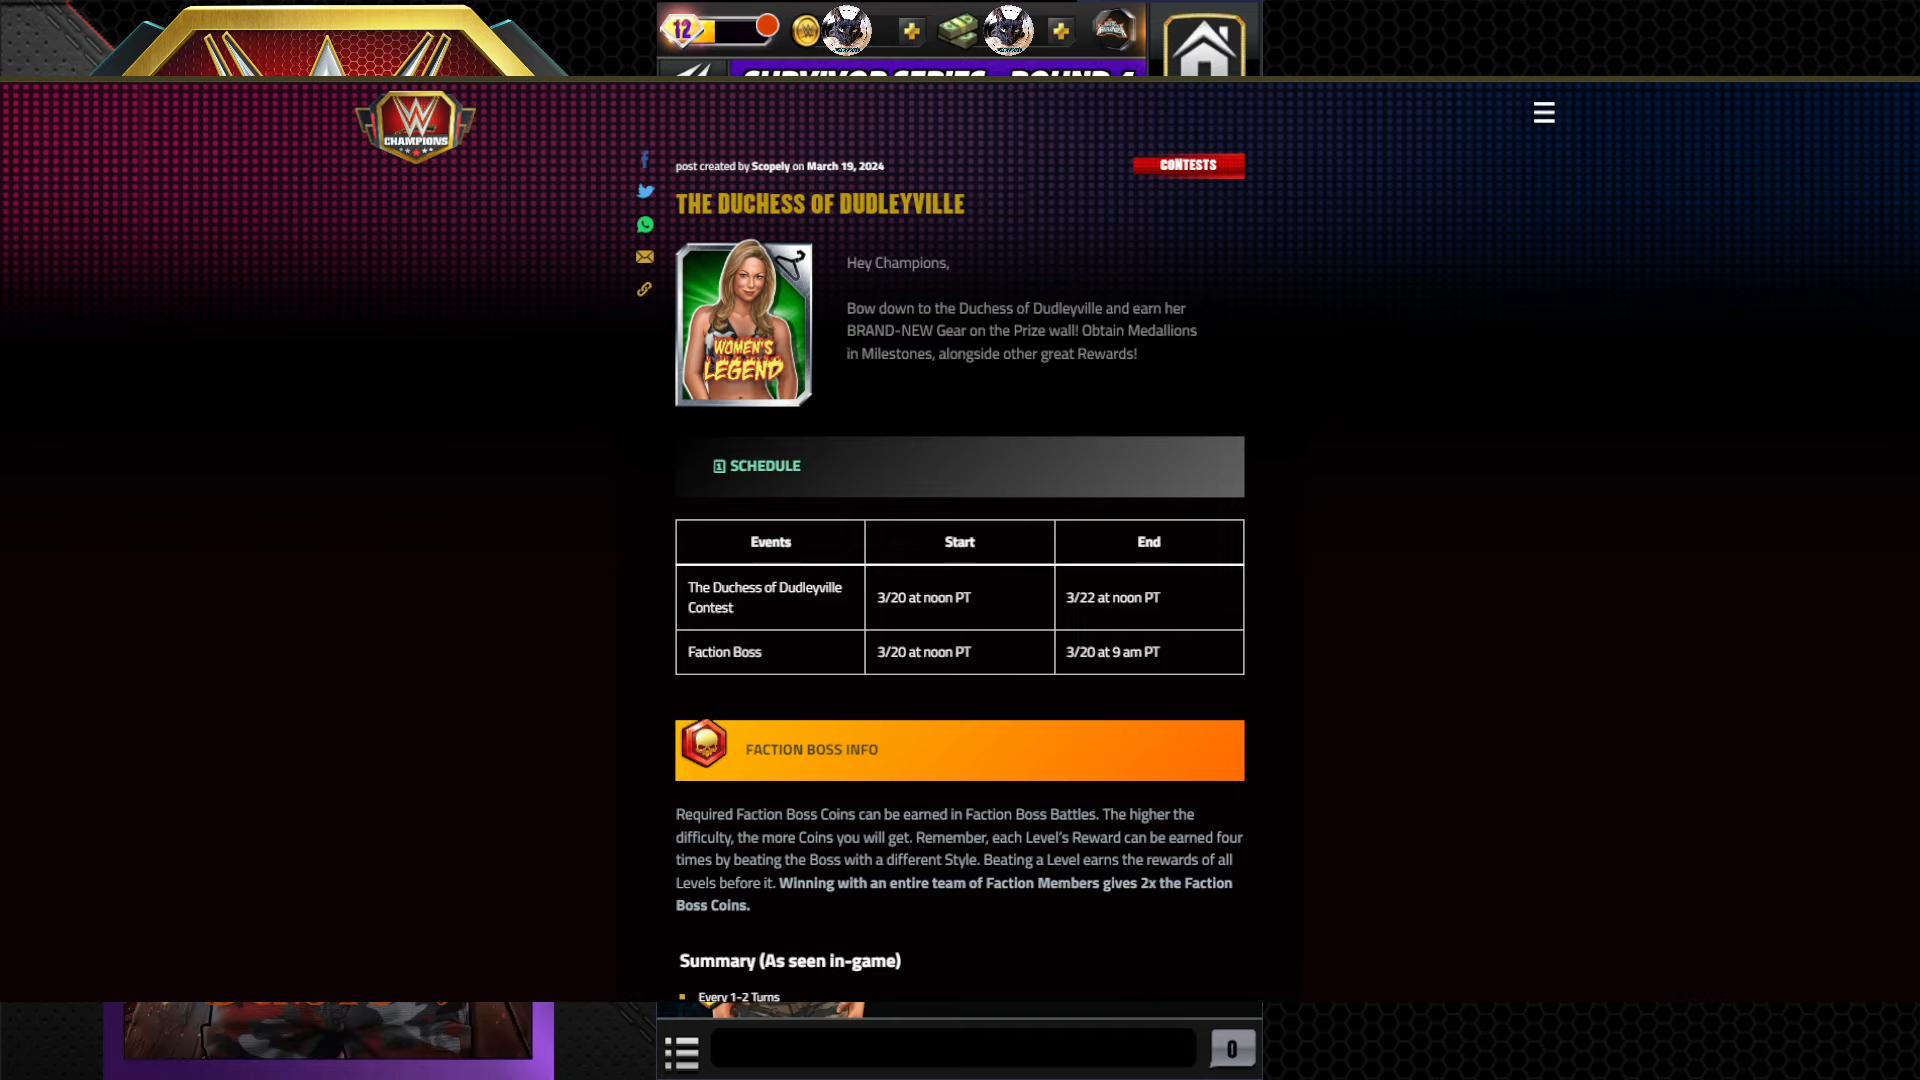 12
SURVIVOR SERIES - ROUND 4
W
CHAMPIONS
post created by Scopely on March 19, 2024
CONTESTS
THE DUCHESS OF DUDLEYVILLE
WOMEN'S
LEGEND
Hey Champions,
Bow down to the Duchess of Dudleyville and earn her
BRAND-NEW Gear on the Prize wall! Obtain Medallions
in Milestones, alongside other great Rewards!
SCHEDULE
Events Start End
The Duchess of Dudleyville
Contest
3/20 at noon PT 3/22 at noon PT
Faction Boss 3/20 at noon PT 3/20 at 9 am PT
FACTION BOSS INFO
Required Faction Boss Coins can be earned in Faction Boss Battles. The higher the
difficulty, the more Coins you will get. Remember, each Level's Reward can be earned four
times by beating the Boss with a different Style. Beating a Level earns the rewards of all
Levels before it. Winning with an entire team of Faction Members gives 2x the Faction
Boss Coins.
Summary (As seen in-game)
Every 1-2 Turns
0